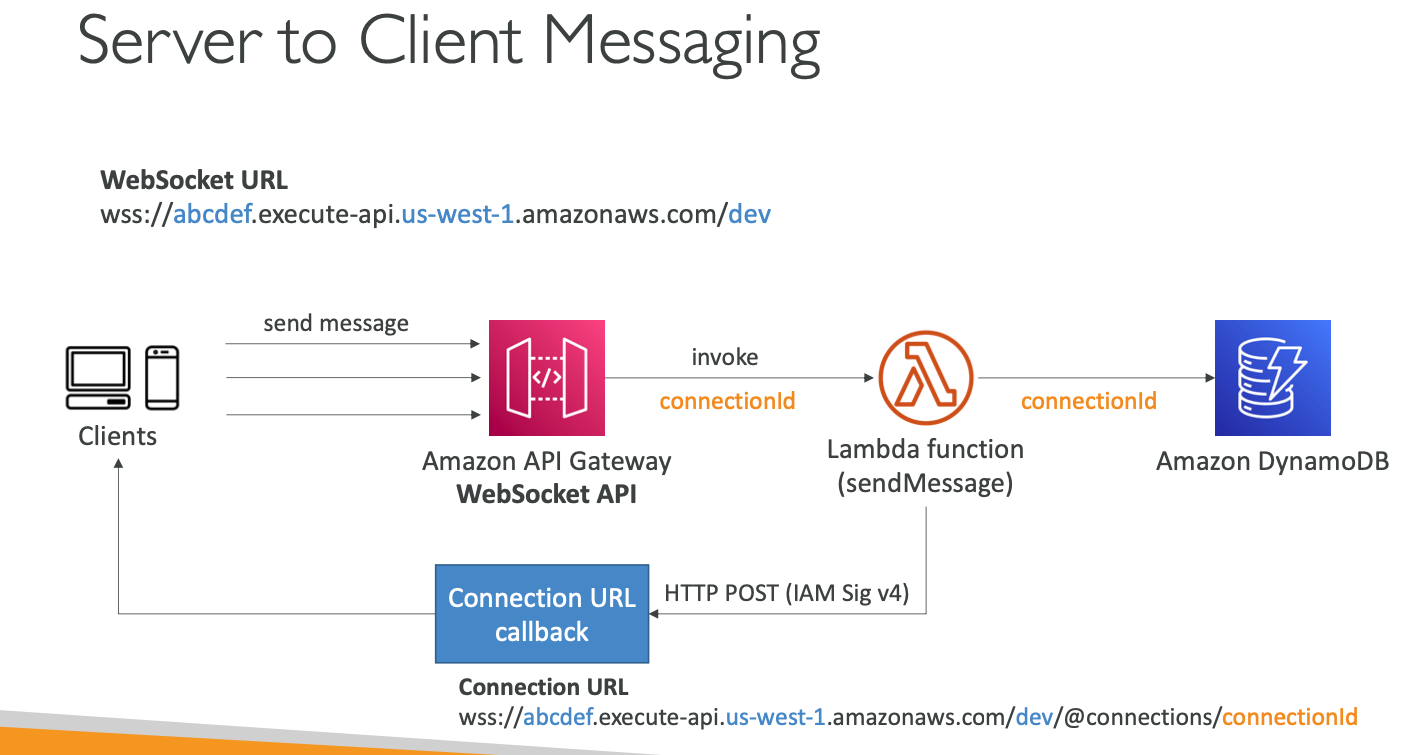 Server to Client Messaging
WebSocket URL
wss://abcdef.execute-api.us-west-1.amazonaws.com/dev
send message
invoke
connectionId
connectionId
Clients
Amazon API Gateway
WebSocket API
Lambda function
(sendMessage)
Amazon DynamoDB
</>
Connection URL
callback
HTTP POST (IAM Sig v4)
Connection URL
wss://abcdef.execute-api.us-west-1.amazonaws.com/dev/@connections/connectionId